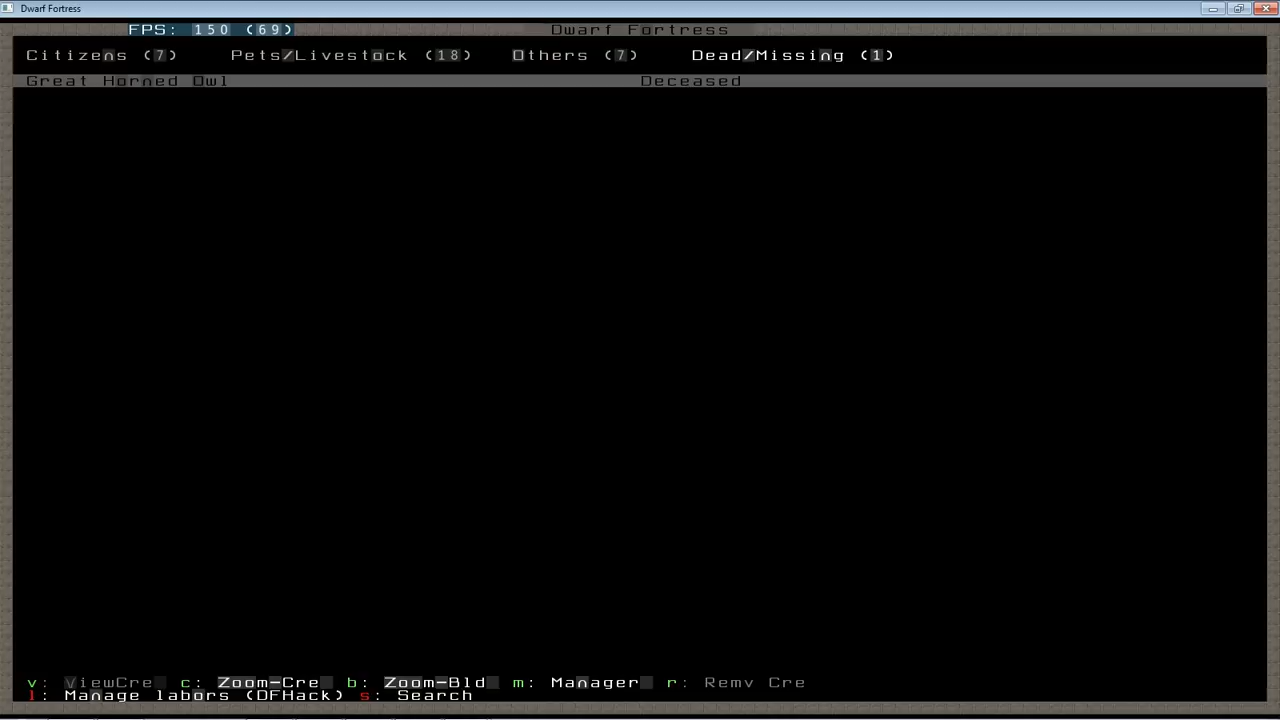 Dwarf Fortress
FPS: 150 (69) Dwarf Fortress
Citizens (7) Pets/Livestock (18) Others (7) Dead/Missing (1)
Great Horned Owl Deceased
v: ViewCre c: Zoom-Cre b: Zoom-Bld m: Manager r: Remv Cre
l: Manage labors (DFHack) s: Search